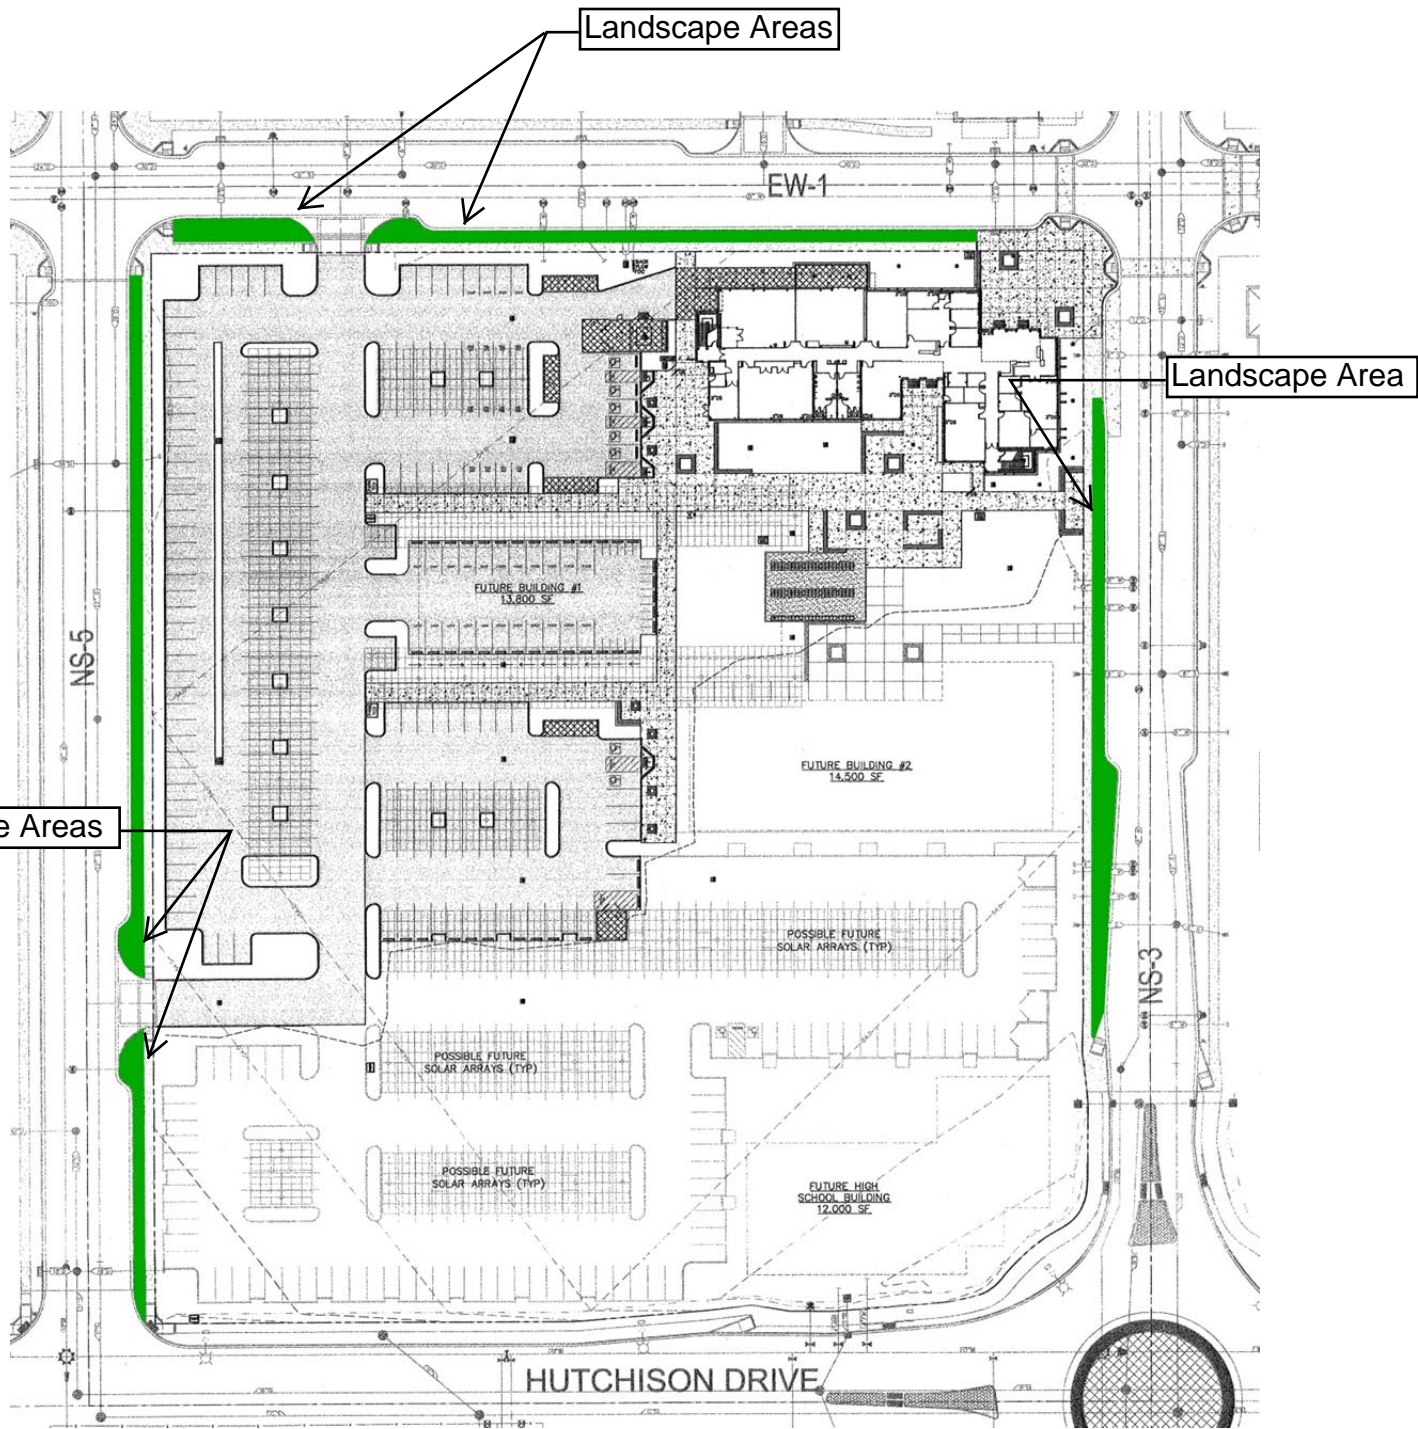 Landscape Areas
EW-1
Landscape Area
FUTURE BUILDING #1
13,800 SF
NS-5
FUTURE BUILDING #2
14,500 SF
e Areas
POSSIBLE FUTURE
SOLAR ARRAYS (TYP)
NS-3
POSSIBLE FUTURE
SOLAR ARRAYS (TYP)
POSSIBLE FUTURE
SOLAR ARRAYS (TYP)
FUTURE HIGH
SCHOOL BUILDING
12,000 SF
HUTCHISON DRIVE